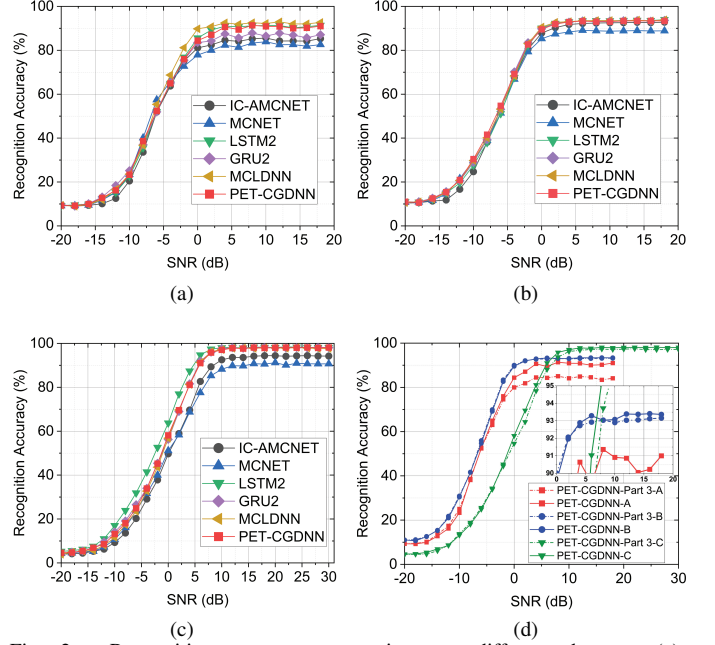 100
80
60
40
20
0
Recognition Accuracy (%)
IC-AMCNET
MCNET
LSTM2
GRU2
MCLDNN
PET-CGDNN
-20 -15 -10 -5 0 5 10 15 20
SNR (dB)
(a)
100
80
60
40
20
0
Recognition Accuracy (%)
IC-AMCNET
MCNET
LSTM2
GRU2
MCLDNN
PET-CGDNN
-20 -15 -10 -5 0 5 10 15 20
SNR (dB)
(b)
100
80
60
40
20
0
Recognition Accuracy (%)
IC-AMCNET
MCNET
LSTM2
GRU2
MCLDNN
PET-CGDNN
-20 -15 -10 -5 0 5 10 15 20 25 30
SNR (dB)
(c)
100
80
60
40
20
0
Recognition Accuracy (%)
95
94
93
92
91
90
0 5 10 15 20
PET-CGDNN-Part 3-A
PET-CGDNN-A
PET-CGDNN-Part 3-B
PET-CGDNN-B
PET-CGDNN-Part 3-C
PET-CGDNN-C
-20 -10 0 10 20 30
SNR (dB)
(d)